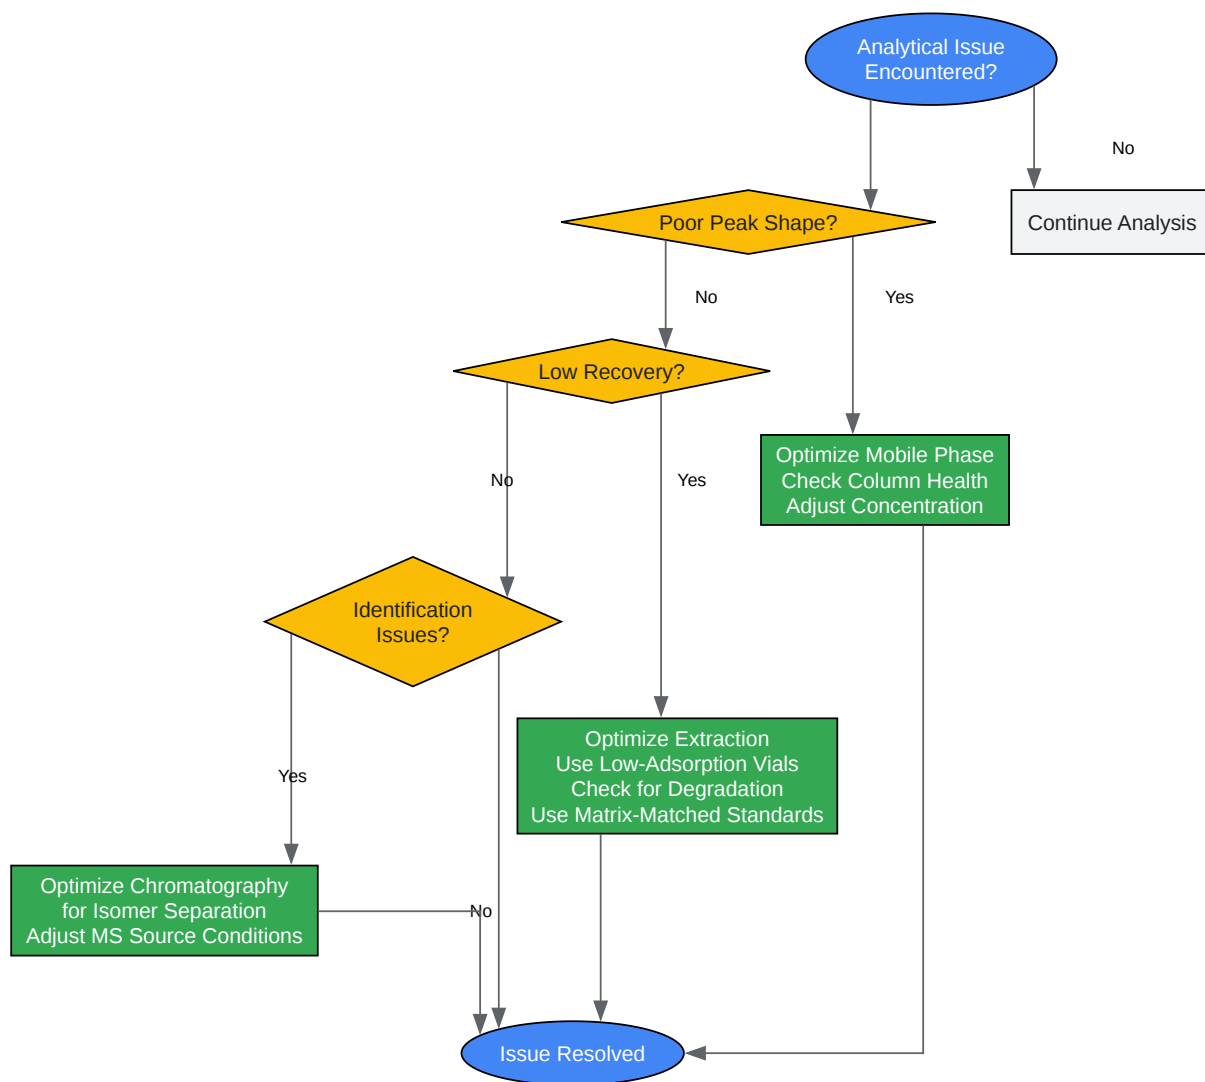 Analytical Issue
Encountered?
No
Poor Peak Shape?
Continue Analysis
No
Yes
Low Recovery?
Optimize Mobile Phase
Check Column Health
Adjust Concentration
No
Yes
Identification
Issues?
Optimize Extraction
Use Low-Adsorption Vials
Check for Degradation
Use Matrix-Matched Standards
Yes
Optimize Chromatography
for Isomer Separation
Adjust MS Source Conditions
No
Issue Resolved